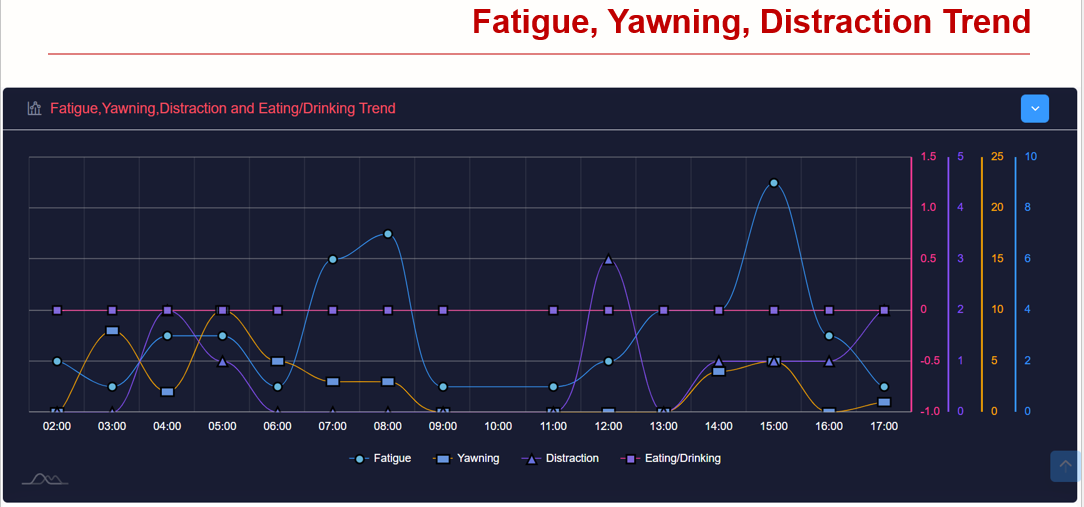 Fatigue, Yawning, Distraction Trend
Fatigue,Yawning,Distraction and Eating/Drinking Trend
1.5 5 25 10
1.0 4 20 8
0.5 3 15 6
0 2 10 4
-0.5 1 5 2
-1.0 0 0 0
02:00 03:00 04:00 05:00 06:00 07:00 08:00 09:00 10:00 11:00 12:00 13:00 14:00 15:00 16:00 17:00
Fatigue Yawning Distraction Eating/Drinking